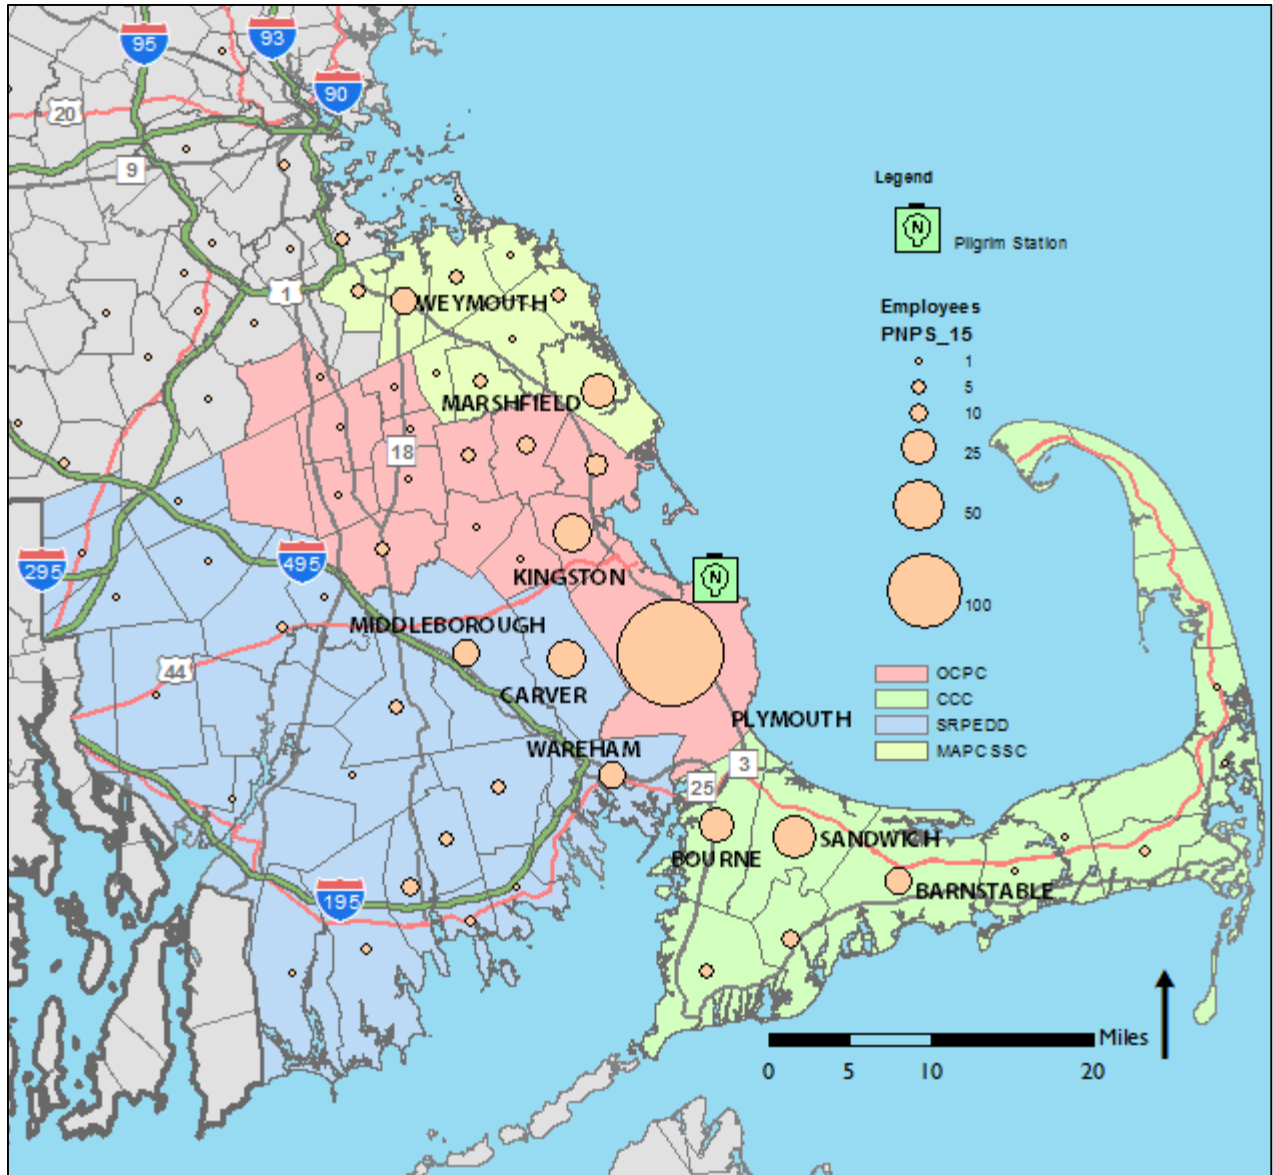 95
93
90
20
9
Legend
N
Pilgrim Station
1
WEYMOUTH
Employees
PNPS_15
1
5
10
25
50
100
MARSHFIELD
18
295
495
KINGSTON
N
MIDDLEBOROUGH
44
CARVER
OCPC
CCC
SRPEDD
MAPC SSC
PLYMOUTH
WAREHAM
3
25
SANDWICH
BOURNE
BARNSTABLE
195
Miles
0 5 10 20